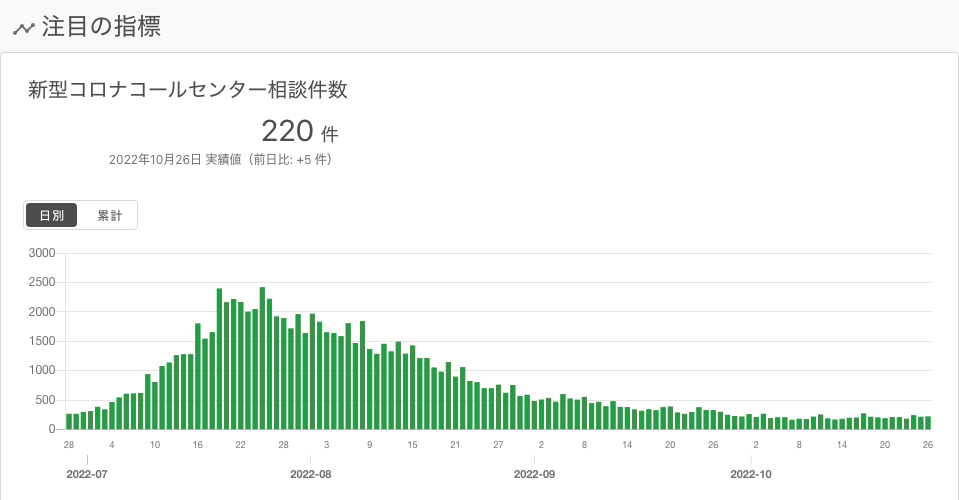 注目の指標
新型コロナコールセンター相談件数
220 件
2022年10月26日 実績値（前日比: +5 件）
日別 累計
3000
2500
2000
1500
1000
500
0
28 4 10 16 22 28 3 9 15 21 27 2 8 14 20 26 2 8 14 20 26
2022-07 2022-08 2022-09 2022-10